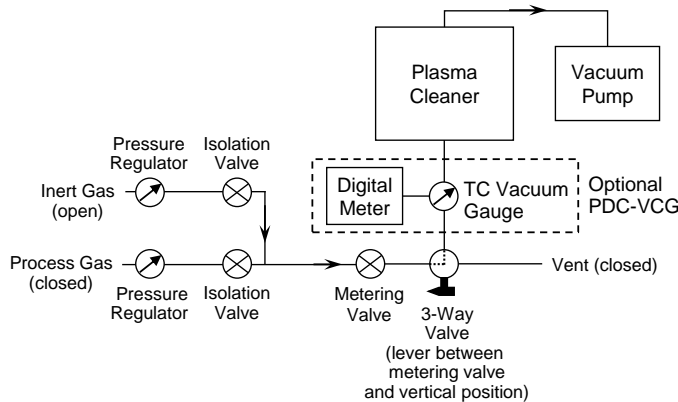 Plasma
Cleaner
Vacuum
Pump
Pressure
Regulator
Isolation
Valve
Inert Gas
(open)
Digital
Meter
TC Vacuum
Gauge
Optional
PDC-VCG
Process Gas
(closed)
Pressure
Regulator
Isolation
Valve
Metering
Valve
3-Way
Valve
(lever between
metering valve
and vertical position)
Vent (closed)